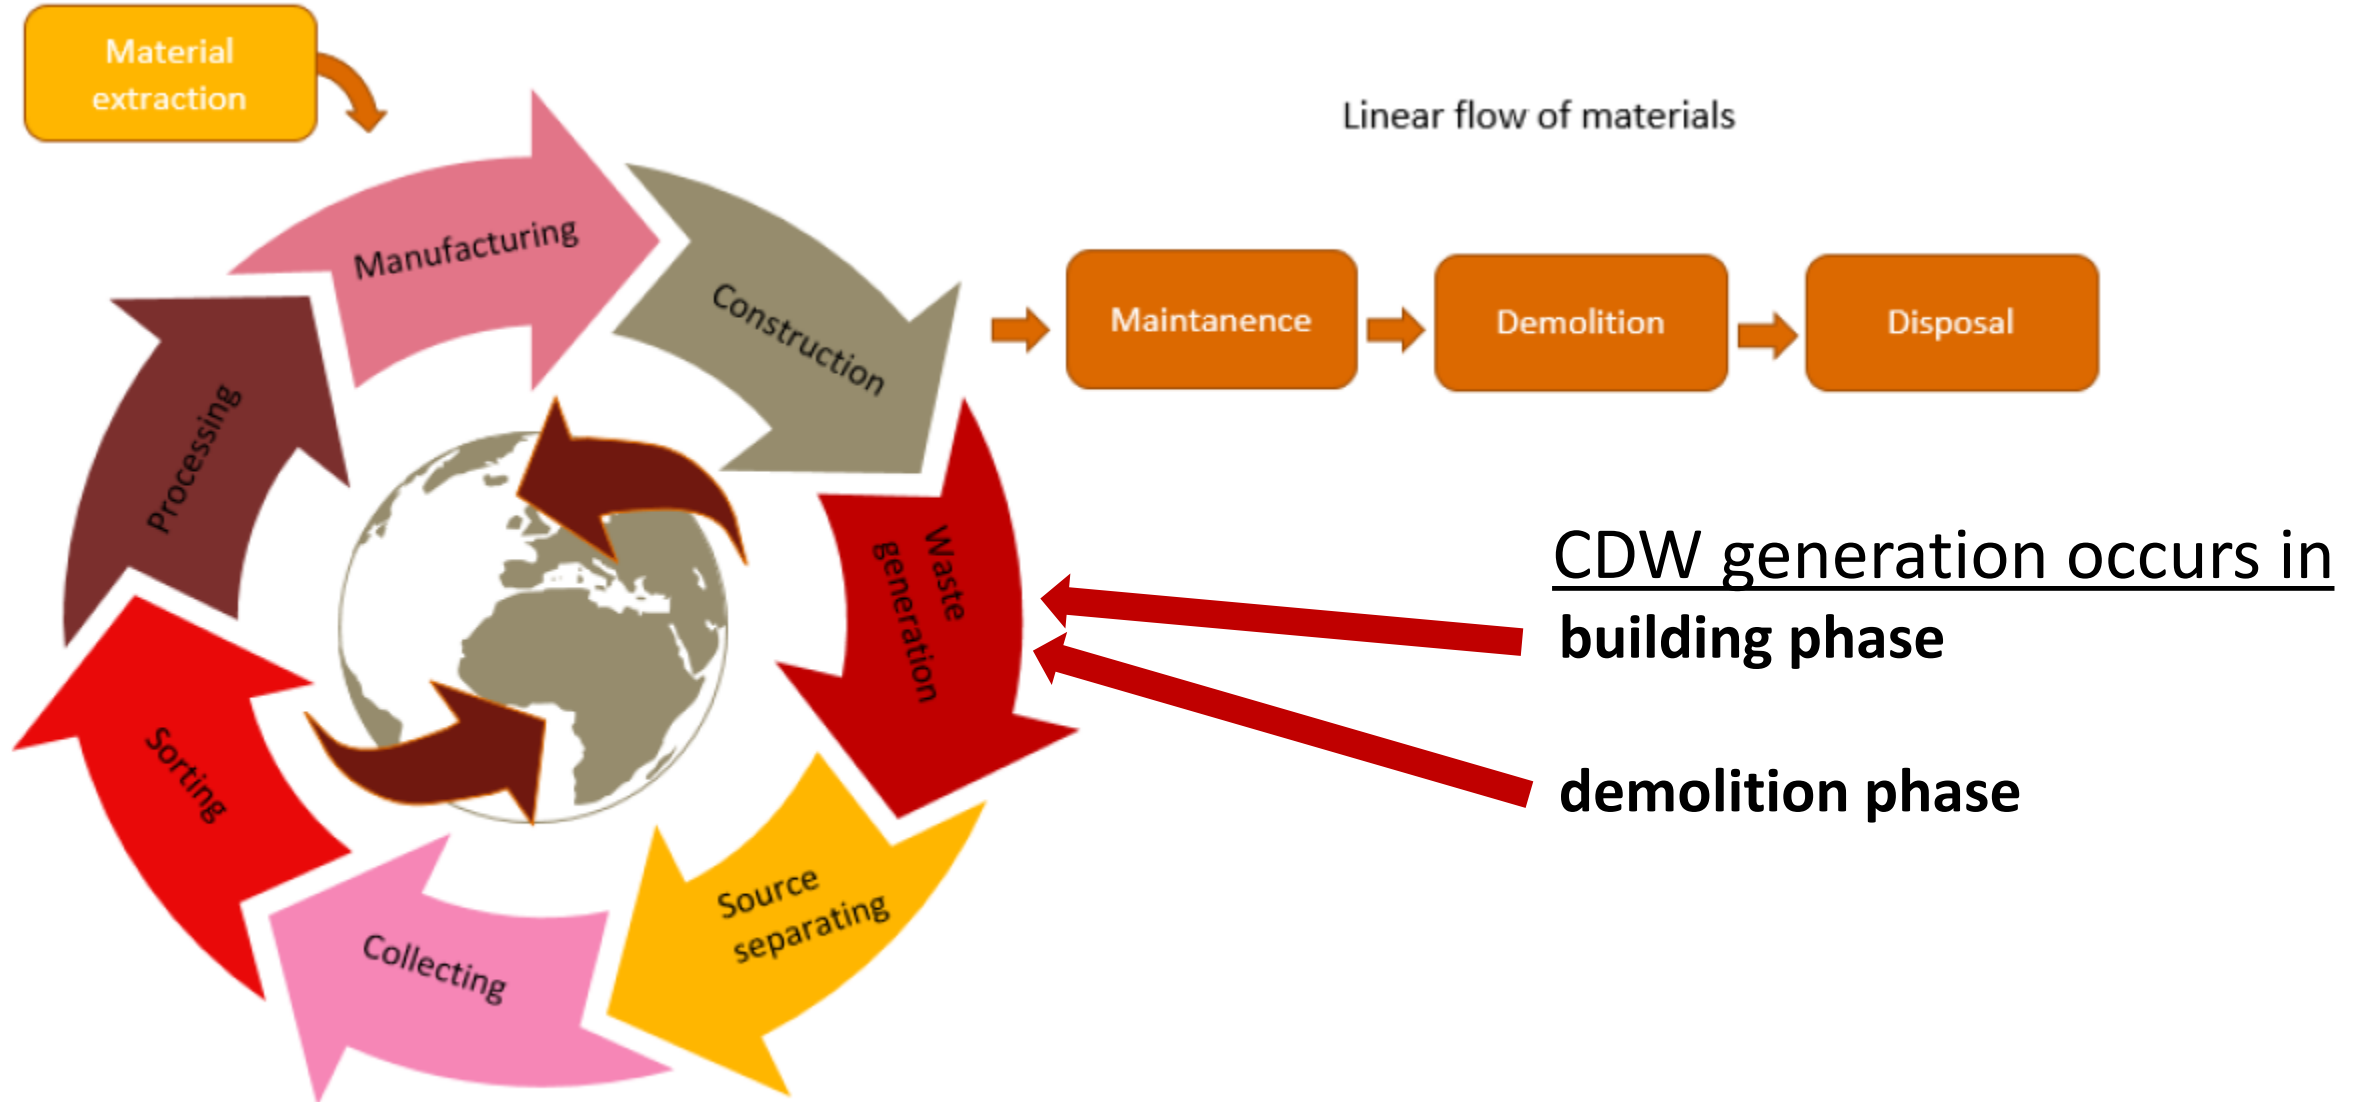 Material
extraction
Linear flow of materials
Manufacturing
Construction
Maintanence
Demolition
Disposal
Processing
Waste
generation
CDW generation occurs in
building phase
demolition phase
Sorting
Source
separating
Collecting